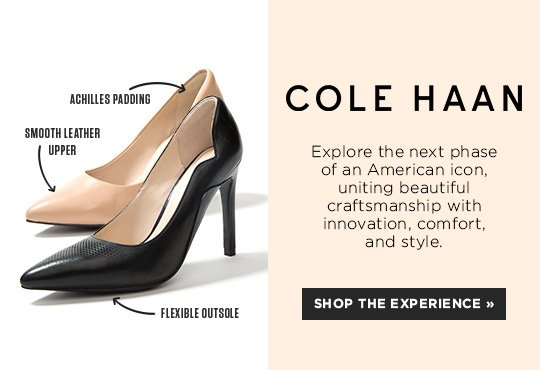 ACHILLES PADDING
SMOOTH LEATHER
UPPER
FLEXIBLE OUTSOLE
COLE HAAN
Explore the next phase
of an American icon,
uniting beautiful
craftsmanship with
innovation, comfort,
and style.
SHOP THE EXPERIENCE »